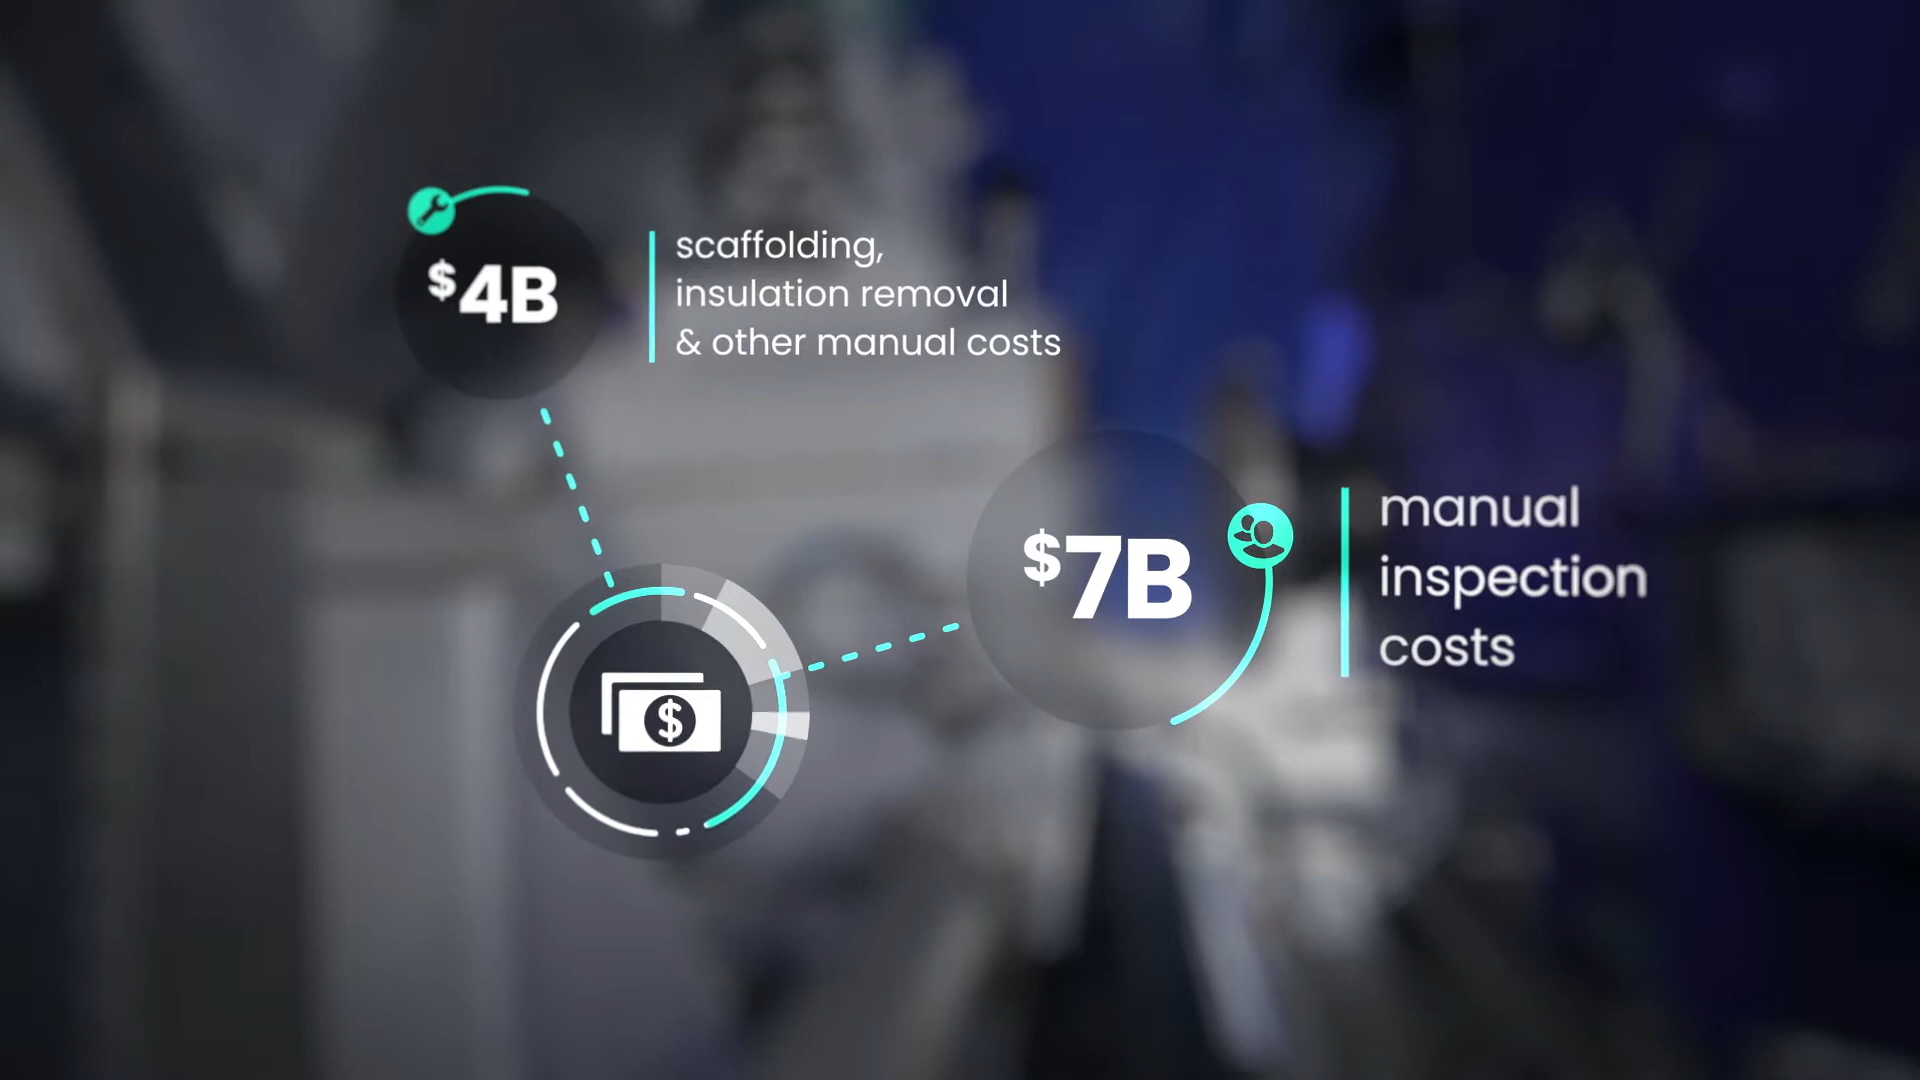 $4B
scaffolding,
insulation removal
& other manual costs
$7B
manual
inspection
costs
$